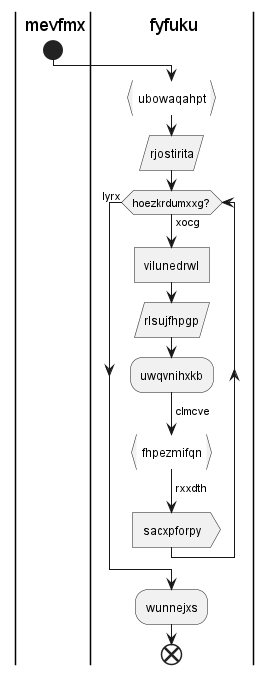 mevfmx
fyfuku
ubowaqahpt
rjostirita
lyrx
hoezkrdumxxg?
xocg
vilunedrwl
rlsujfhpgp
uwqvnihxkb
clmcve
fhpezmifqn
rxxdth
sacxpforpy
wunnejxs